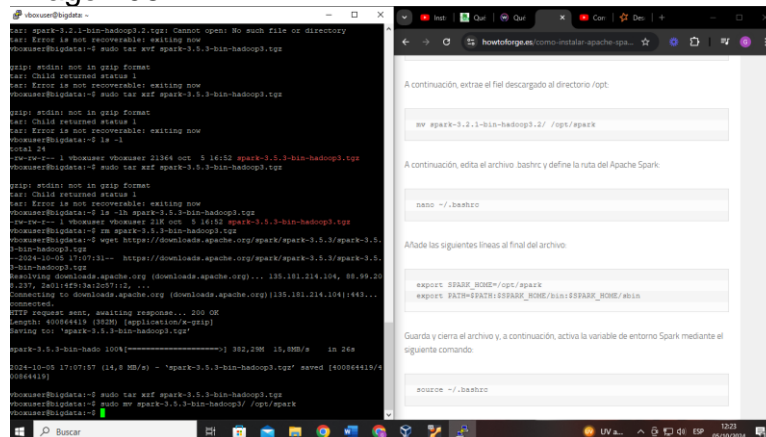 vboxuser@bigdata: ~
tar: spark-3.2.1-bin-hadoop3.2.tgz: Cannot open: No such file or directory
tar: Error is not recoverable: exiting now
vboxuser@bigdata:~$ sudo tar xvf spark-3.5.3-bin-hadoop3.tgz
gzip: stdin: not in gzip format
tar: Child returned status 1
tar: Error is not recoverable: exiting now
vboxuser@bigdata:~$ sudo tar xzf spark-3.5.3-bin-hadoop3.tgz
gzip: stdin: not in gzip format
tar: Child returned status 1
tar: Error is not recoverable: exiting now
vboxuser@bigdata:~$ ls -l
total 24
-rw-rw-r-- 1 vboxuser vboxuser 21364 oct  5 16:52 spark-3.5.3-bin-hadoop3.tgz
vboxuser@bigdata:~$ sudo tar xzf spark-3.5.3-bin-hadoop3.tgz
gzip: stdin: not in gzip format
tar: Child returned status 1
tar: Error is not recoverable: exiting now
vboxuser@bigdata:~$ ls -lh spark-3.5.3-bin-hadoop3.tgz
-rw-rw-r-- 1 vboxuser vboxuser 21K oct  5 16:52 spark-3.5.3-bin-hadoop3.tgz
vboxuser@bigdata:~$ rm spark-3.5.3-bin-hadoop3.tgz
vboxuser@bigdata:~$ wget https://downloads.apache.org/spark/spark-3.5.3/spark-3.5.
3-bin-hadoop3.tgz
--2024-10-05 17:07:31--  https://downloads.apache.org/spark/spark-3.5.3/spark-3.5.
3-bin-hadoop3.tgz
Resolving downloads.apache.org (downloads.apache.org)... 135.181.214.104, 88.99.20
8.237, 2a01:4f9:3a:2c57::2, ...
Connecting to downloads.apache.org (downloads.apache.org)|135.181.214.104|:443...
connected.
HTTP request sent, awaiting response... 200 OK
Length: 400864419 (382M) [application/x-gzip]
Saving to: 'spark-3.5.3-bin-hadoop3.tgz'
spark-3.5.3-bin-hado 100%[===================>] 382,29M  15,8MB/s    in 26s
2024-10-05 17:07:57 (14,8 MB/s) - 'spark-3.5.3-bin-hadoop3.tgz' saved [400864419/4
00864419]
vboxuser@bigdata:~$ sudo tar xzf spark-3.5.3-bin-hadoop3.tgz
vboxuser@bigdata:~$ sudo mv spark-3.5.3-bin-hadoop3/ /opt/spark
vboxuser@bigdata:~$
Inst
Qué
Qué
Con
Des
howtoforge.es/como-instalar-apache-spa...
A continuación, extrae el fiel descargado al directorio /opt:
mv spark-3.2.1-bin-hadoop3.2/ /opt/spark
A continuación, edita el archivo .bashrc y define la ruta del Apache Spark:
nano ~/.bashrc
Añade las siguientes líneas al final del archivo:
export SPARK_HOME=/opt/spark
export PATH=$PATH:$SPARK_HOME/bin:$SPARK_HOME/sbin
Guarda y cierra el archivo y, a continuación, activa la variable de entorno Spark mediante el
siguiente comando:
source ~/.bashrc
Buscar
UV a...
ESP
12:23
05/10/2024